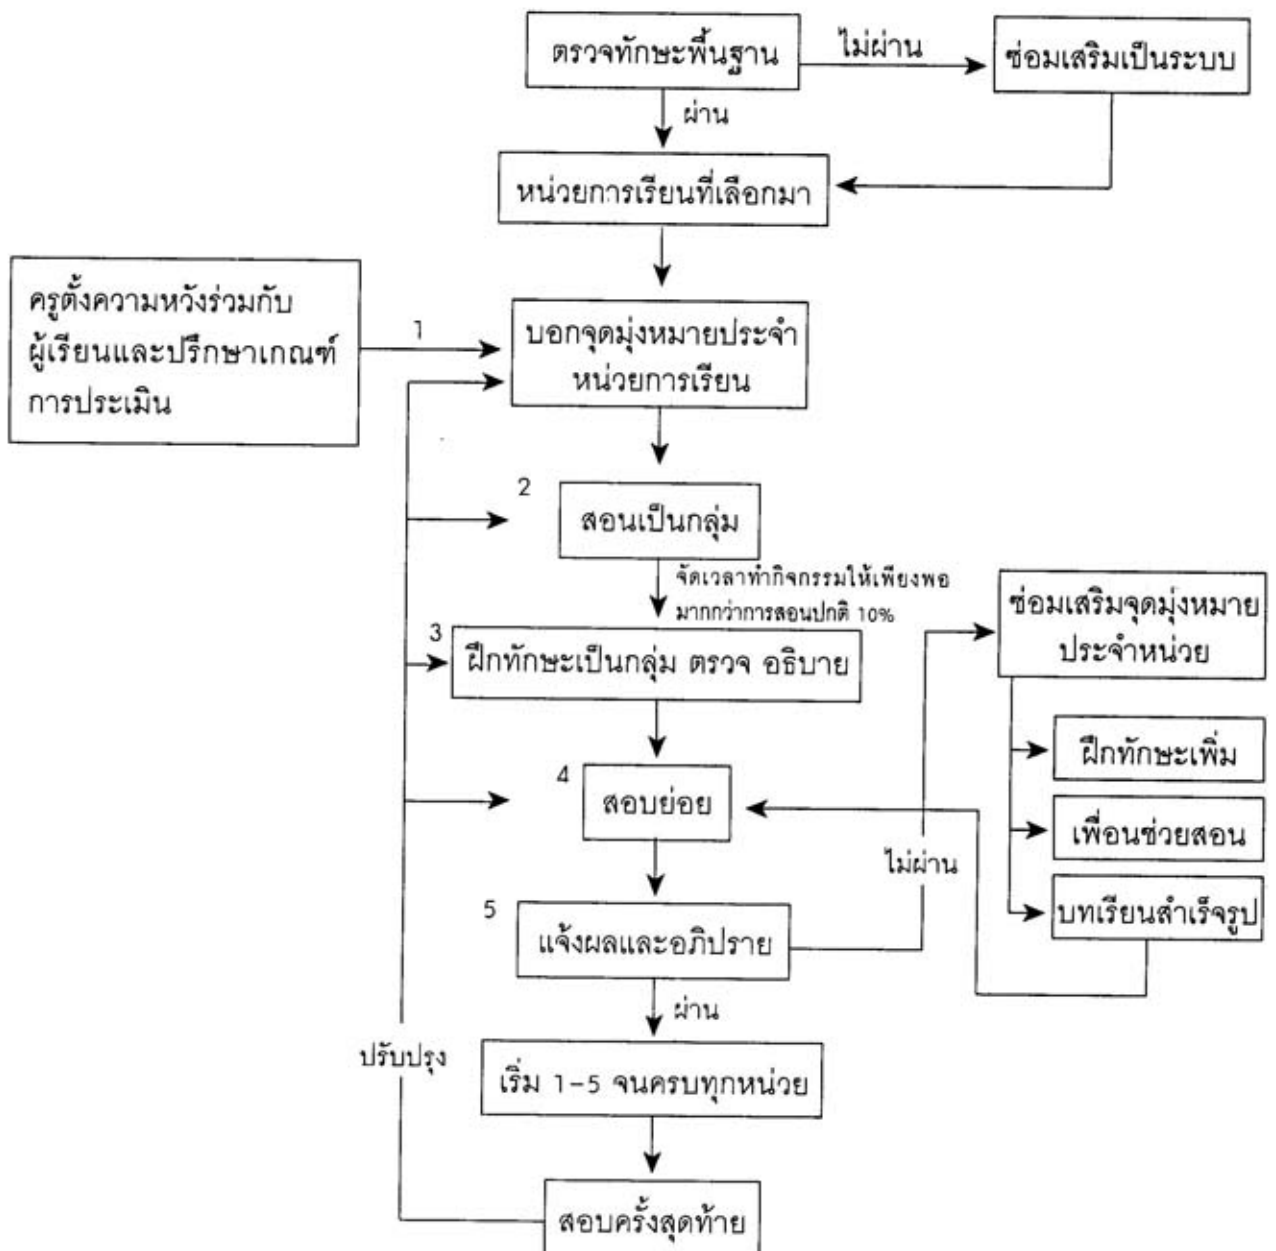 ตรวจทักษะพื้นฐาน
ไม่ผ่าน
ซ่อมเสริมเป็นระบบ
ผ่าน
หน่วยการเรียนที่เลือกมา
ครูตั้งความหวังร่วมกับ
ผู้เรียนและปรึกษาเกณฑ์
การประเมิน
1
บอกจุดมุ่งหมายประจำ
หน่วยการเรียน
2
สอนเป็นกลุ่ม
จัดเวลาทำกิจกรรมให้เพียงพอ
มากกว่าการสอนปกติ 10%
3
ฝึกทักษะเป็นกลุ่ม ตรวจ อธิบาย
ซ่อมเสริมจุดมุ่งหมาย
ประจำหน่วย
ฝึกทักษะเพิ่ม
เพื่อนช่วยสอน
บทเรียนสำเร็จรูป
4
สอบย่อย
ไม่ผ่าน
5
แจ้งผลและอภิปราย
ผ่าน
ปรับปรุง
เริ่ม 1-5 จนครบทุกหน่วย
สอบครั้งสุดท้าย